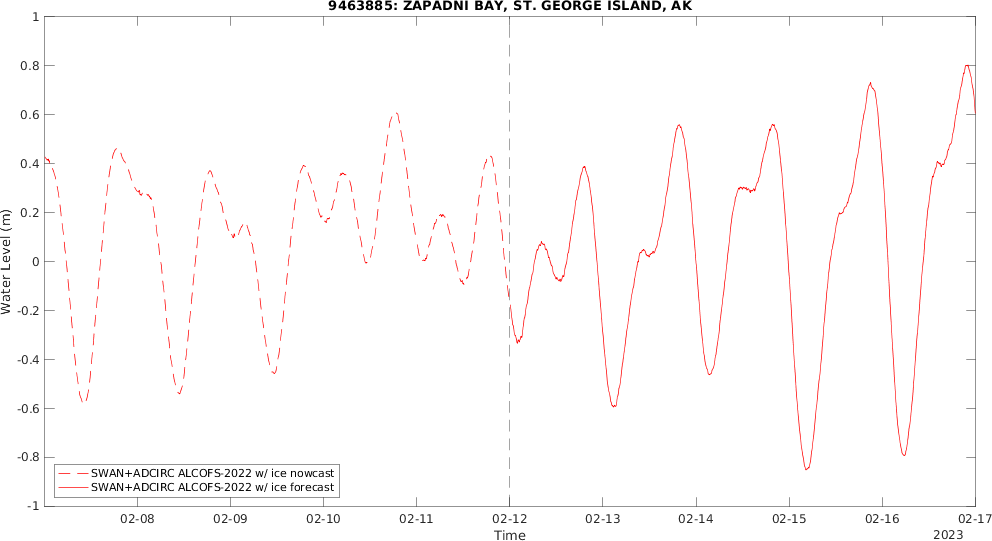 9463885: ZAPADNI BAY, ST. GEORGE ISLAND, AK
1
0.8
0.6
0.4
0.2
0
-0.2
-0.4
-0.6
-0.8
-1
Water Level (m)
SWAN+ADCIRC ALCOFS-2022 w/ ice nowcast
SWAN+ADCIRC ALCOFS-2022 w/ ice forecast
02-08 02-09 02-10 02-11 02-12 02-13 02-14 02-15 02-16 02-17
Time
2023